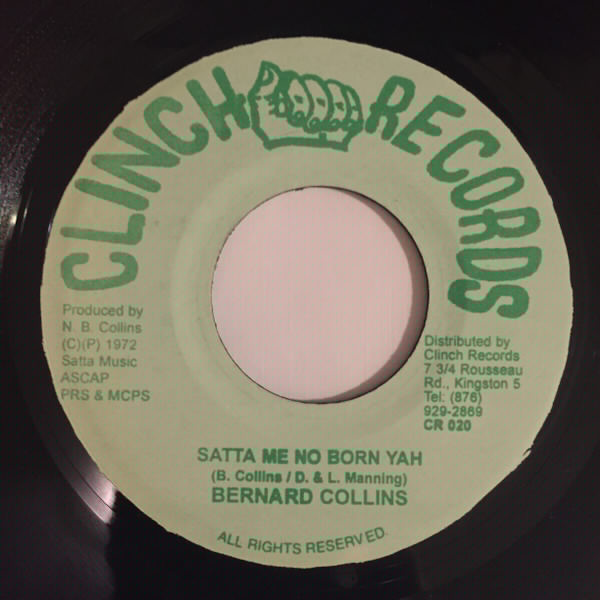 CLINCH RECORDS
Produced by
N. B. Collins
(C)(P) 1972
Satta Music
ASCAP
PRS & MCPS
Distributed by
Clinch Records
7 3/4 Rousseau
Rd., Kingston 5
Tel: (876)
929-2869
CR 020
SATTA ME NO BORN YAH
(B. Collins / D. & L. Manning)
BERNARD COLLINS
ALL RIGHTS RESERVED.